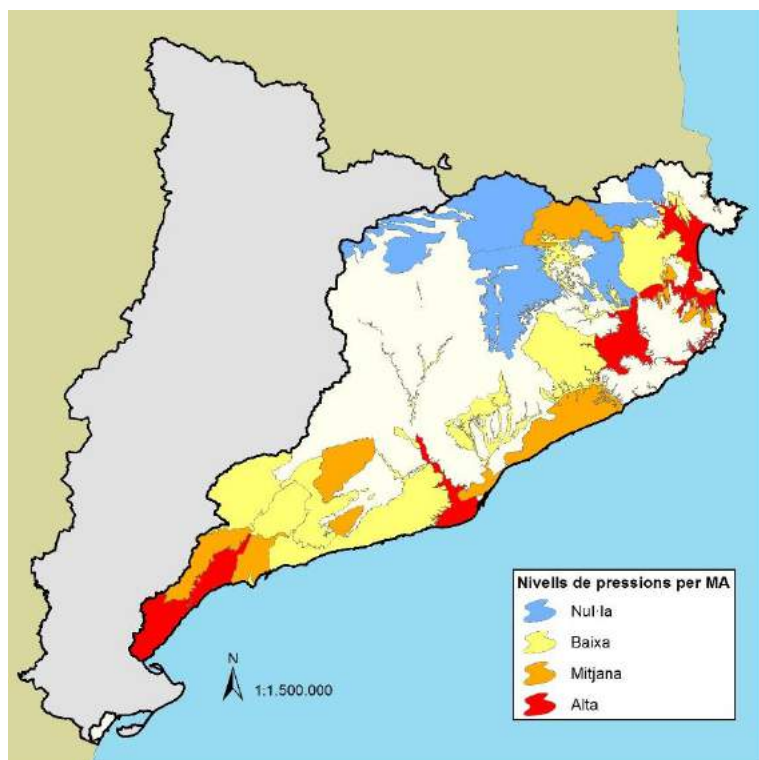 Nivells de pressions per MA
Nul·la
Baixa
Mitjana
Alta
N
1:1.500.000